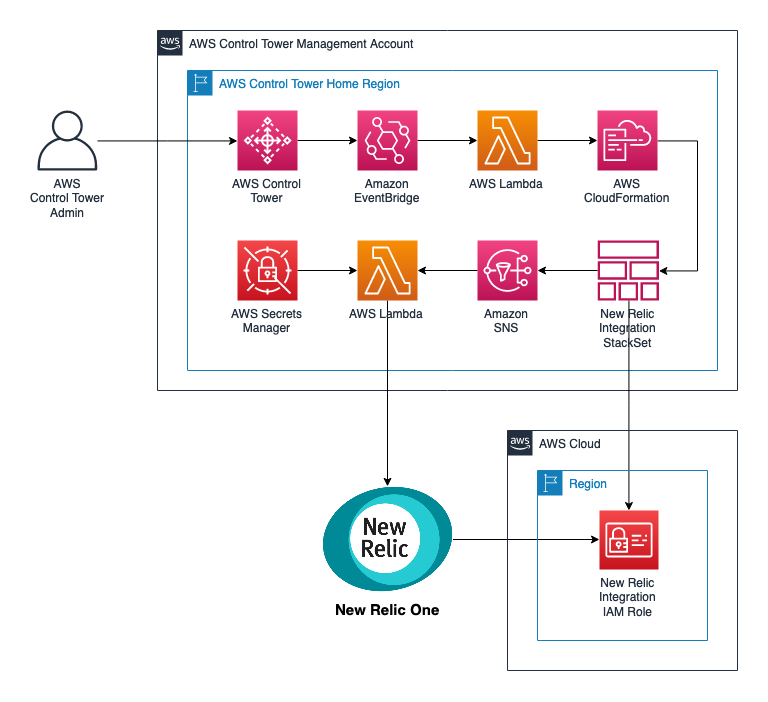 aws
AWS Control Tower Management Account
AWS Control Tower Home Region
AWS
Control Tower
Admin
AWS Control
Tower
Amazon
EventBridge
AWS Lambda
AWS
CloudFormation
AWS Secrets
Manager
AWS Lambda
Amazon
SNS
New Relic
Integration
StackSet
aws
AWS Cloud
Region
New
Relic
New Relic One
New Relic
Integration
IAM Role